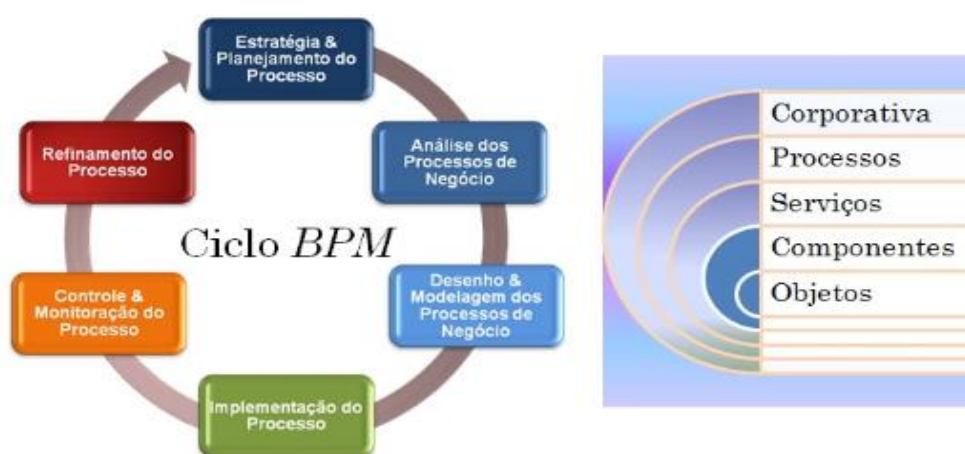 Estratégia &
Planejamento do
Processo
Análise dos
Processos de
Negócio
Desenho &
Modelagem dos
Processos de
Negócio
Implementação do
Processo
Controle &
Monitoração do
Processo
Refinamento do
Processo
Ciclo BPM
Corporativa
Processos
Serviços
Componentes
Objetos